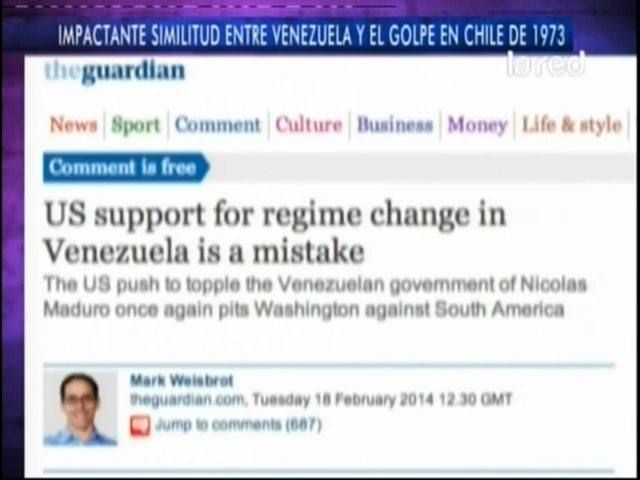 IMPACTANTE SIMILITUD ENTRE VENEZUELA Y EL GOLPE EN CHILE DE 1973
la red
theguardian
News Sport Comment Culture Business Money Life & style
Comment is free
US support for regime change in
Venezuela is a mistake
The US push to topple the Venezuelan government of Nicolas
Maduro once again pits Washington against South America
Mark Weisbrot
theguardian.com, Tuesday 18 February 2014 12.30 GMT
Jump to comments (687)